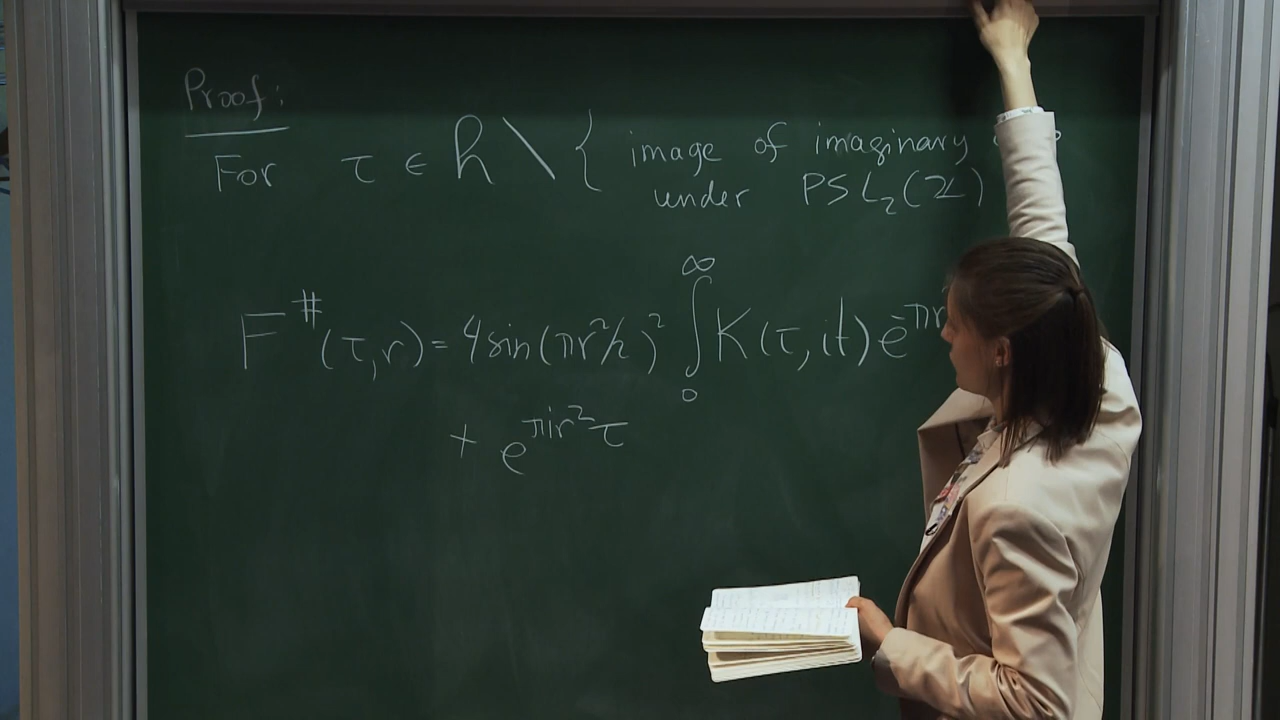 Proof:
For τ ∈ h \ { image of imaginary
under PSL₂(ℤ)
F^#(τ,r) = 4sin(πr²/2)² ∫₀^∞ K(τ,it) e^{-πr
+ e^{πir²τ}